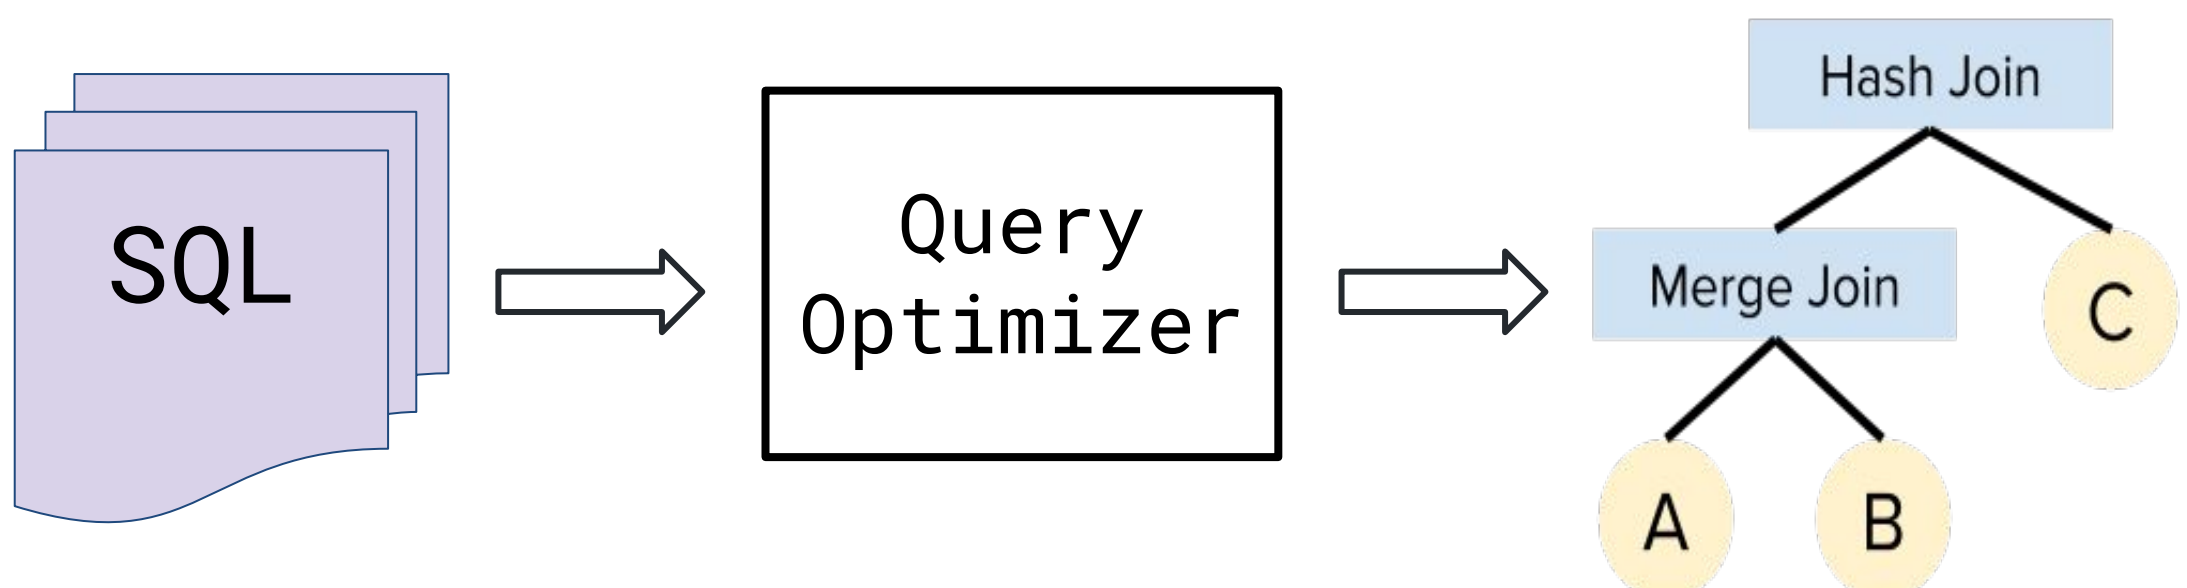 SQL
Query
Optimizer
Hash Join
Merge Join
C
A
B